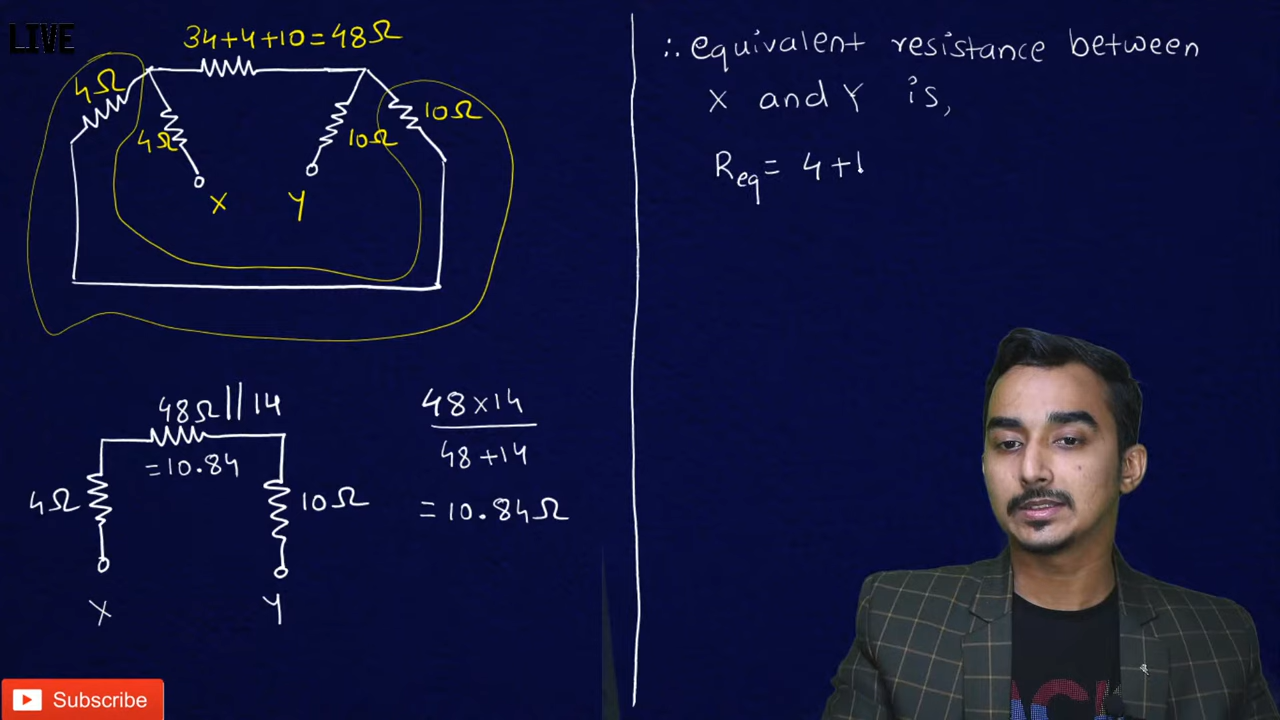 LIVE
34+4+10=48Ω
4Ω
10Ω
4Ω
10Ω
X
Y
48Ω||14
=10.84
4Ω
10Ω
X
Y
48×14
48+14
=10.84Ω
∴ equivalent resistance between
X and Y is,
Req= 4+1
Subscribe